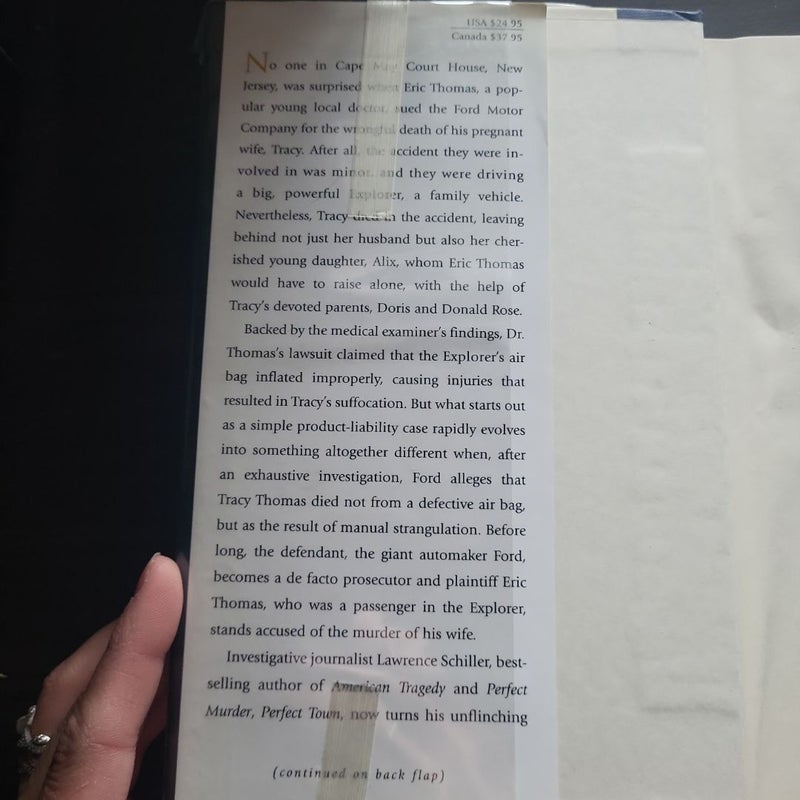 USA $24.95
Canada $37.95
No one in Cape May Court House, New
Jersey, was surprised when Eric Thomas, a pop-
ular young local doctor, sued the Ford Motor
Company for the wrongful death of his pregnant
wife, Tracy. After all, the accident they were in-
volved in was minor, and they were driving
a big, powerful Explorer, a family vehicle.
Nevertheless, Tracy died in the accident, leaving
behind not just her husband but also her cher-
ished young daughter, Alix, whom Eric Thomas
would have to raise alone, with the help of
Tracy's devoted parents, Doris and Donald Rose.
Backed by the medical examiner's findings, Dr.
Thomas's lawsuit claimed that the Explorer's air
bag inflated improperly, causing injuries that
resulted in Tracy's suffocation. But what starts out
as a simple product-liability case rapidly evolves
into something altogether different when, after
an exhaustive investigation, Ford alleges that
Tracy Thomas died not from a defective air bag,
but as the result of manual strangulation. Before
long, the defendant, the giant automaker Ford,
becomes a de facto prosecutor and plaintiff Eric
Thomas, who was a passenger in the Explorer,
stands accused of the murder of his wife.
Investigative journalist Lawrence Schiller, best-
selling author of American Tragedy and Perfect
Murder, Perfect Town, now turns his unflinching
(continued on back flap)